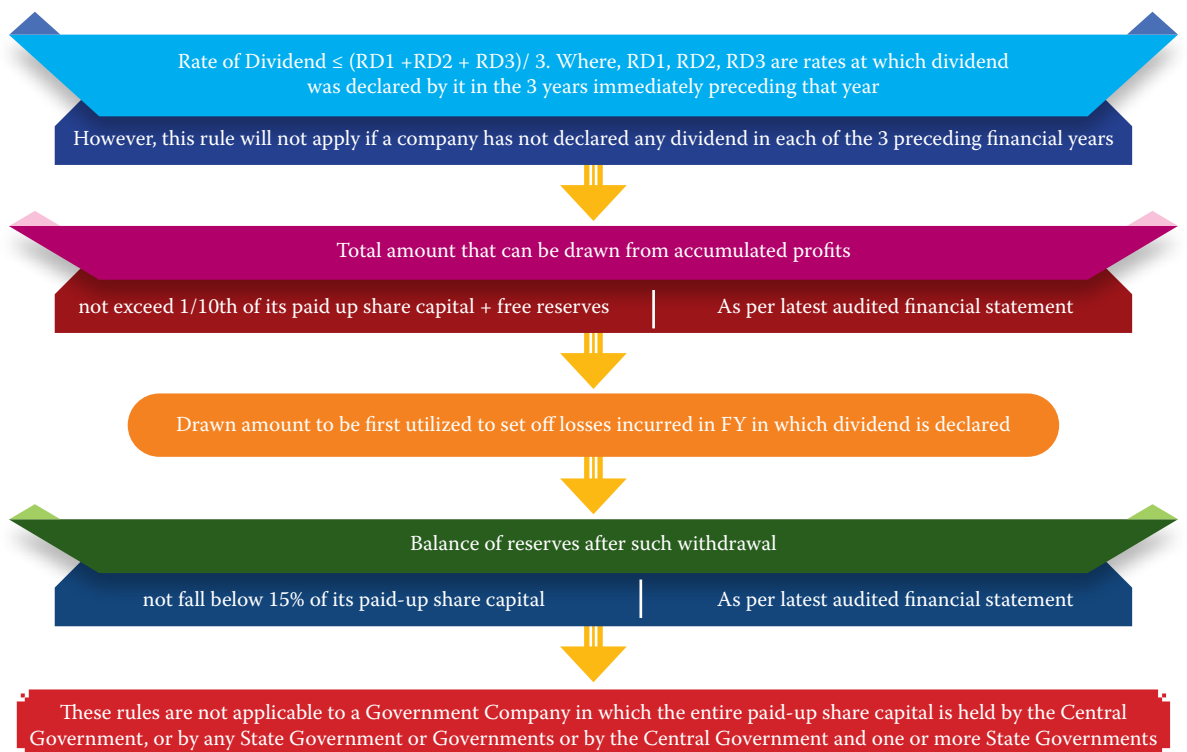 Rate of Dividend ≤ (RD1 +RD2 + RD3)/ 3. Where, RD1, RD2, RD3 are rates at which dividend
was declared by it in the 3 years immediately preceding that year
However, this rule will not apply if a company has not declared any dividend in each of the 3 preceding financial years
Total amount that can be drawn from accumulated profits
not exceed 1/10th of its paid up share capital + free reserves
As per latest audited financial statement
Drawn amount to be first utilized to set off losses incurred in FY in which dividend is declared
Balance of reserves after such withdrawal
not fall below 15% of its paid-up share capital
As per latest audited financial statement
These rules are not applicable to a Government Company in which the entire paid-up share capital is held by the Central
Government, or by any State Government or Governments or by the Central Government and one or more State Governments